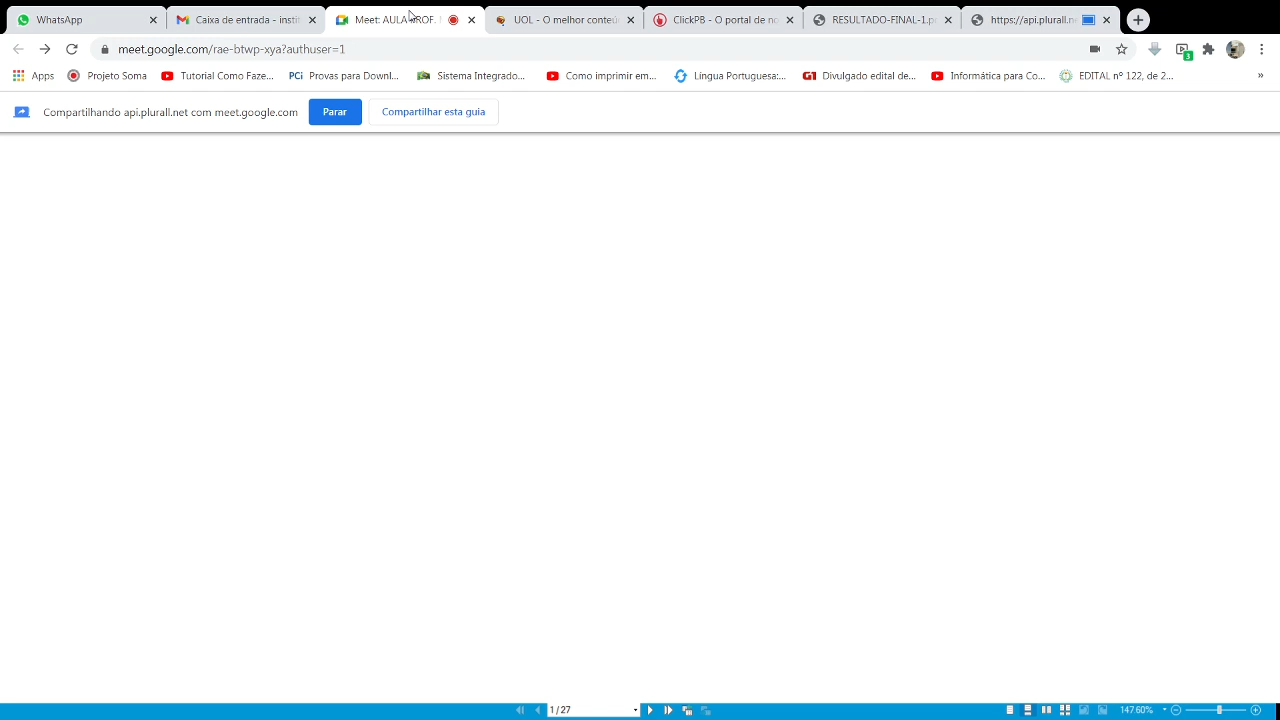 WhatsApp
Caixa de entrada - instit
Meet: AULA PROF.
UOL - O melhor conteú
ClickPB - O portal de no
RESULTADO-FINAL-1.p
https://api.plurall.ne
meet.google.com/rae-btwp-xya?authuser=1
3
Apps
Projeto Soma
Tutorial Como Faze...
PCi Provas para Downl...
Sistema Integrado...
Como imprimir em...
Língua Portuguesa:...
Divulgado edital de...
Informática para Co...
EDITAL nº 122, de 2...
»
Compartilhando api.plurall.net com meet.google.com
Parar
Compartilhar esta guia
1 / 27
147.60%